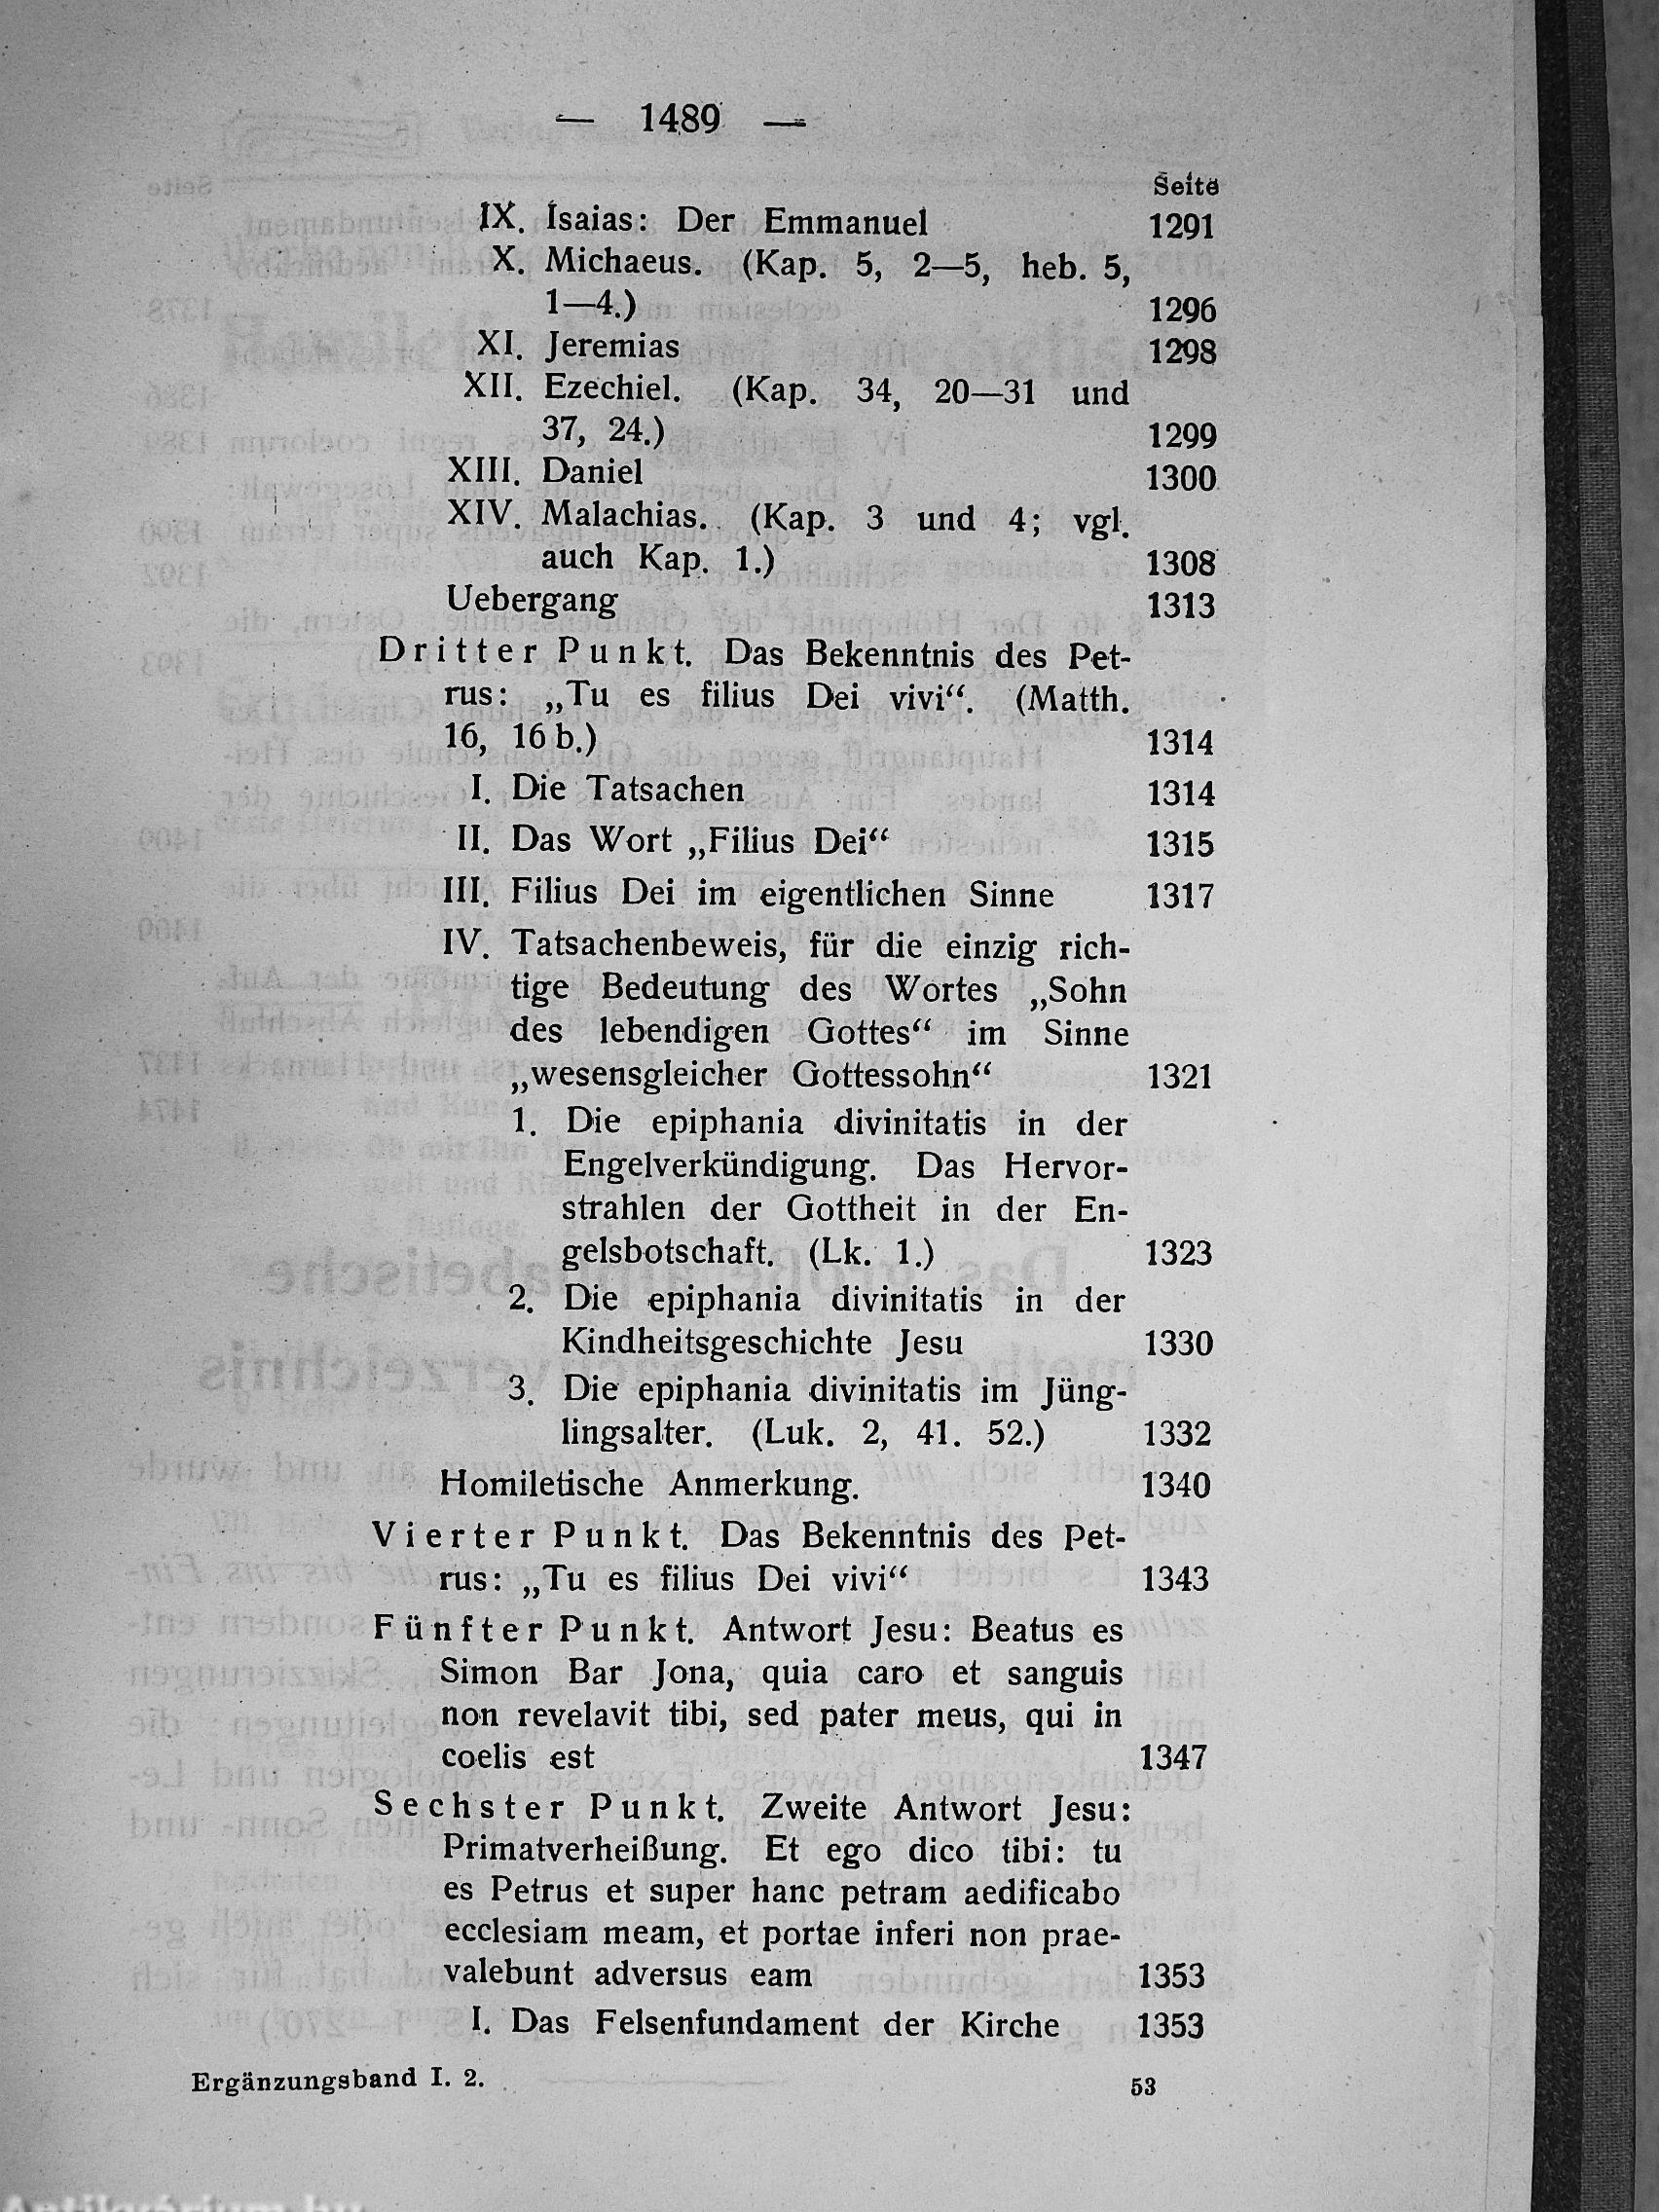 — 1489 —
Seite
IX. Isaias: Der Emmanuel 1291
X. Michaeus. (Kap. 5, 2—5, heb. 5,
1—4.) 1296
XI. Jeremias 1298
XII. Ezechiel. (Kap. 34, 20—31 und
37, 24.) 1299
XIII. Daniel 1300
XIV. Malachias. (Kap. 3 und 4; vgl.
auch Kap. 1.) 1308
Uebergang 1313
Dritter Punkt. Das Bekenntnis des Pet-
rus: „Tu es filius Dei vivi“. (Matth.
16, 16 b.) 1314
I. Die Tatsachen 1314
II. Das Wort „Filius Dei“ 1315
III. Filius Dei im eigentlichen Sinne 1317
IV. Tatsachenbeweis, für die einzig rich-
tige Bedeutung des Wortes „Sohn
des lebendigen Gottes“ im Sinne
„wesensgleicher Gottessohn“ 1321
1. Die epiphania divinitatis in der
Engelverkündigung. Das Hervor-
strahlen der Gottheit in der En-
gelsbotschaft. (Lk. 1.) 1323
2. Die epiphania divinitatis in der
Kindheitsgeschichte Jesu 1330
3. Die epiphania divinitatis im Jüng-
lingsalter. (Luk. 2, 41. 52.) 1332
Homiletische Anmerkung. 1340
Vierter Punkt. Das Bekenntnis des Pet-
rus: „Tu es filius Dei vivi“ 1343
Fünfter Punkt. Antwort Jesu: Beatus es
Simon Bar Jona, quia caro et sanguis
non revelavit tibi, sed pater meus, qui in
coelis est 1347
Sechster Punkt. Zweite Antwort Jesu:
Primatverheißung. Et ego dico tibi: tu
es Petrus et super hanc petram aedificabo
ecclesiam meam, et portae inferi non prae-
valebunt adversus eam 1353
I. Das Felsenfundament der Kirche 1353
Ergänzungsband I. 2. 53